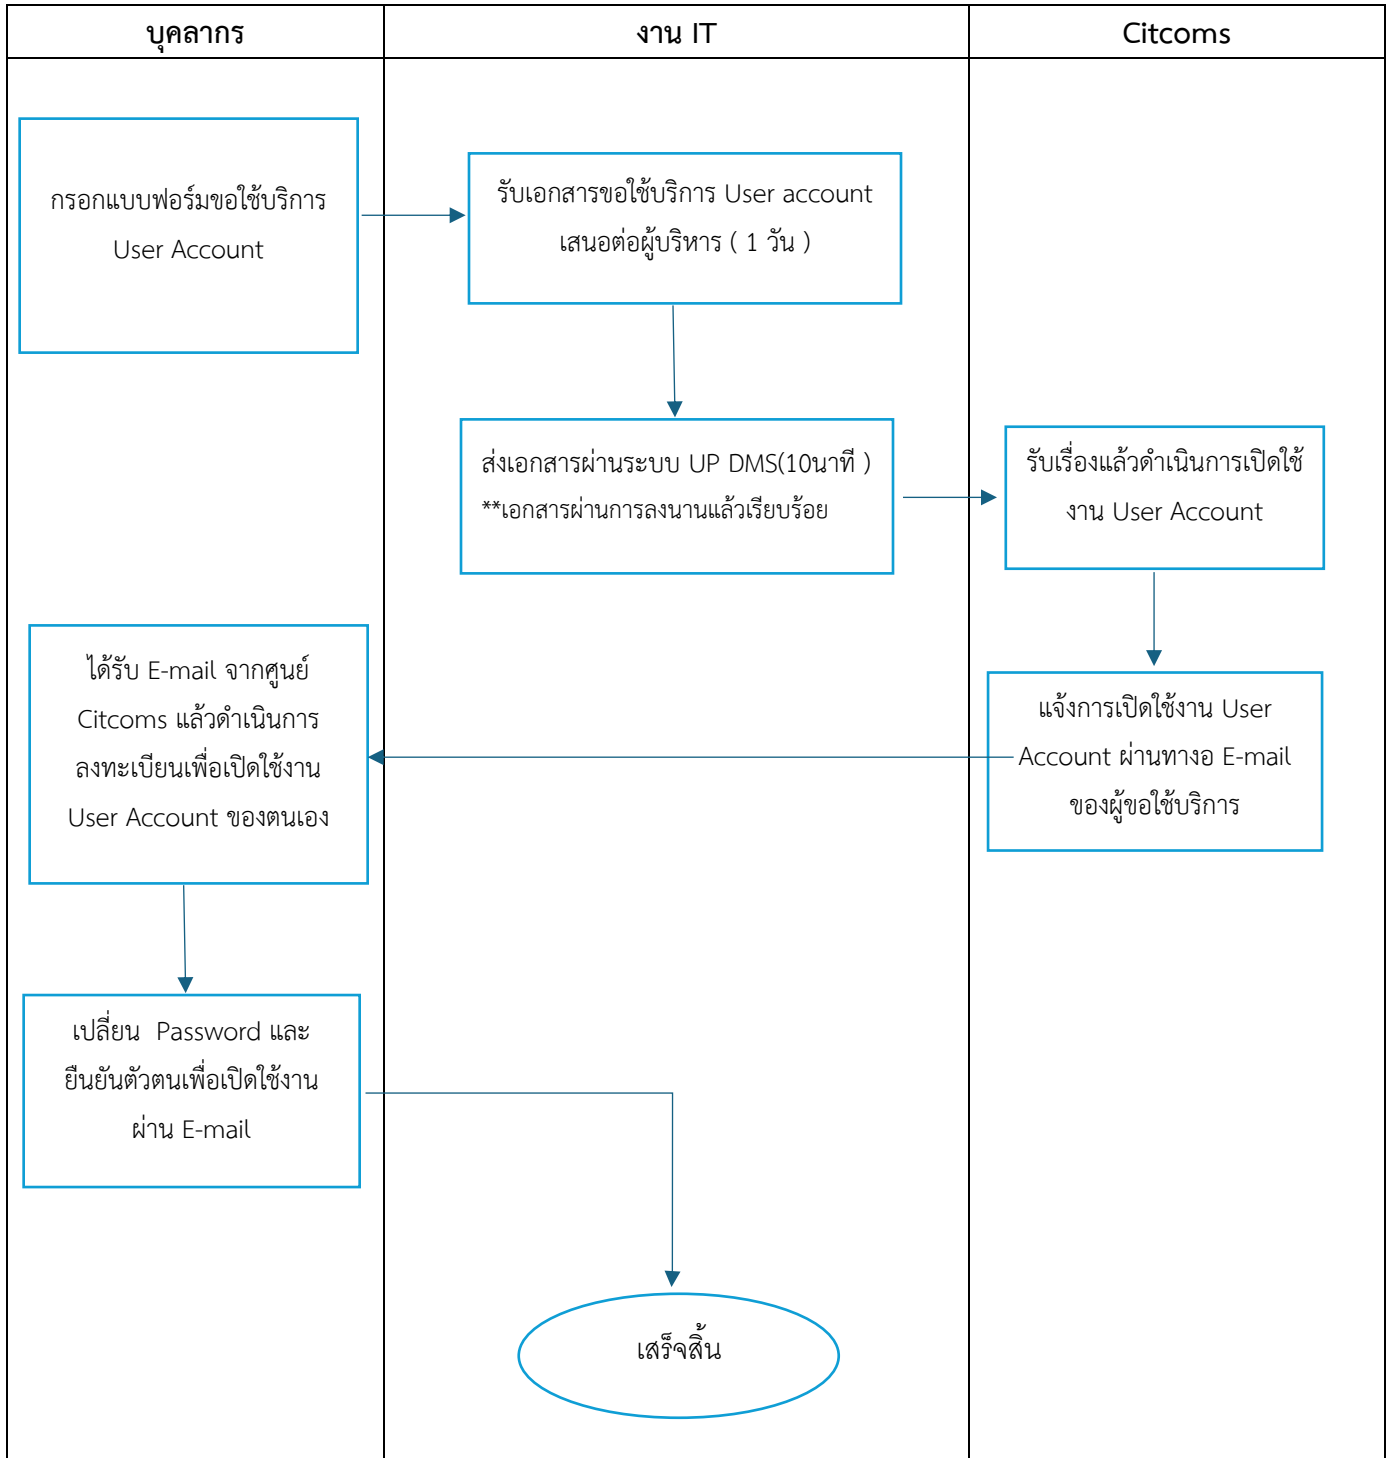 บุคลากร
งาน IT
Citcoms
กรอกแบบฟอร์มขอใช้บริการ
User Account
รับเอกสารขอใช้บริการ User account
เสนอต่อผู้บริหาร ( 1 วัน )
ส่งเอกสารผ่านระบบ UP DMS(10นาที )
**เอกสารผ่านการลงนานแล้วเรียบร้อย
รับเรื่องแล้วดำเนินการเปิดใช้
งาน User Account
แจ้งการเปิดใช้งาน User
Account ผ่านทางอ E-mail
ของผู้ขอใช้บริการ
ได้รับ E-mail จากศูนย์
Citcoms แล้วดำเนินการ
ลงทะเบียนเพื่อเปิดใช้งาน
User Account ของตนเอง
เปลี่ยน  Password และ
ยืนยันตัวตนเพื่อเปิดใช้งาน
ผ่าน E-mail
เสร็จสิ้น